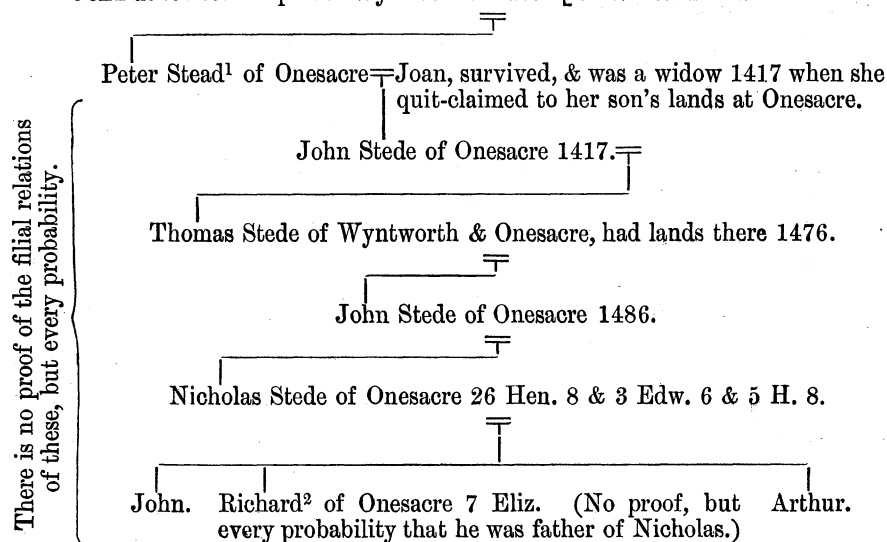 Peter Stead¹ of Onesacre=Joan, survived, & was a widow 1417 when she
quit-claimed to her son's lands at Onesacre.
John Stede of Onesacre 1417.=
Thomas Stede of Wyntworth & Onesacre, had lands there 1476.
John Stede of Onesacre 1486.
Nicholas Stede of Onesacre 26 Hen. 8 & 3 Edw. 6 & 5 H. 8.
John. Richard² of Onesacre 7 Eliz. (No proof, but Arthur.
every probability that he was father of Nicholas.)
There is no proof of the filial relations
of these, but every probability.